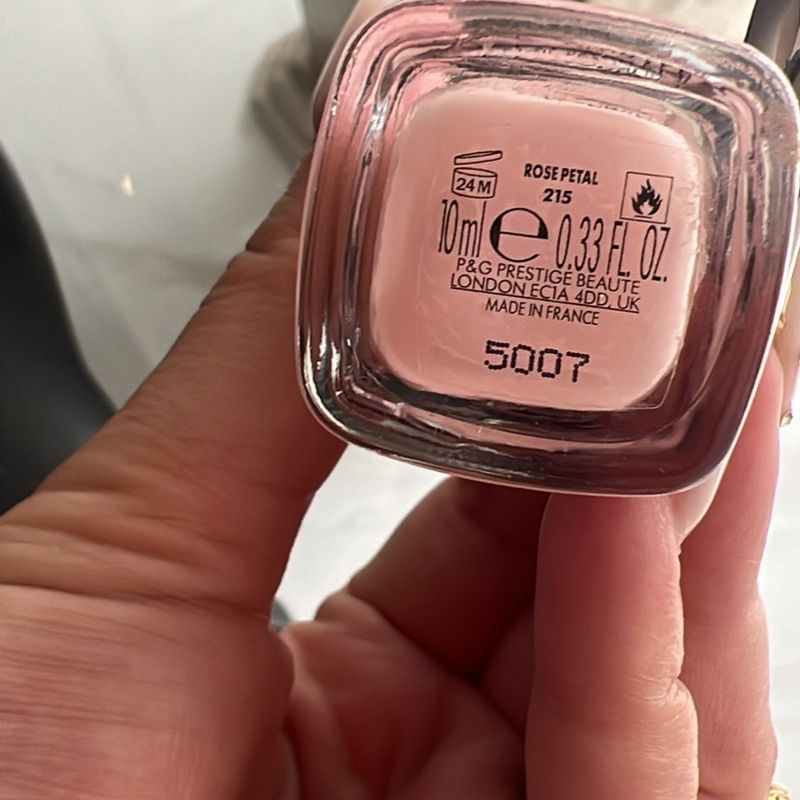 24M
ROSE PETAL
215
10ml e 0.33 FL. OZ.
P&G PRESTIGE BEAUTE
LONDON EC1A 4DD, UK
MADE IN FRANCE
5007